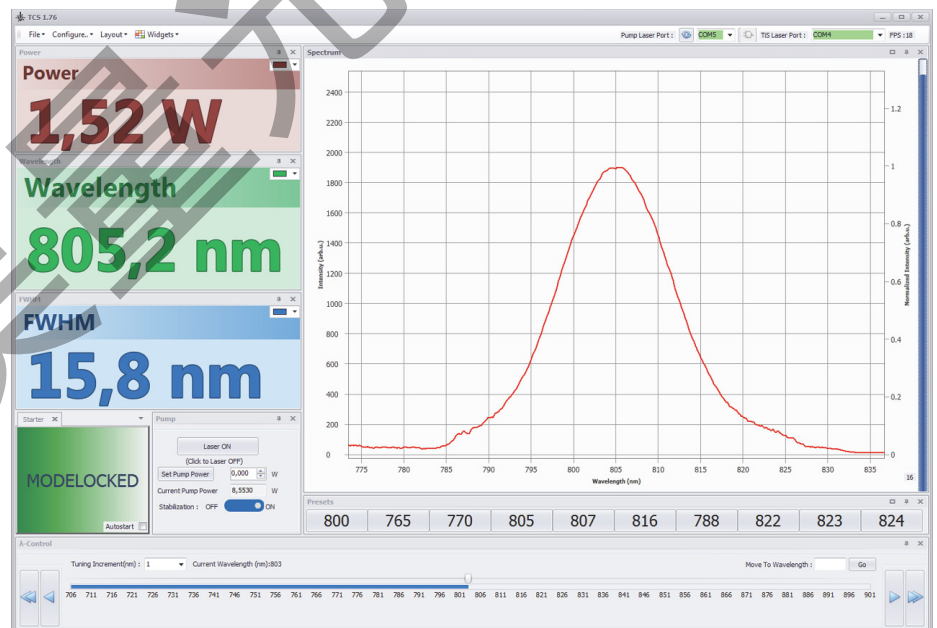 TCS 1.76
File Configure.. Layout Widgets Pump Laser Port : COM5 TIS Laser Port : COM4 FPS :18
Power
Power
1,52 W
Wavelength
Wavelength
805,2 nm
FWHM
FWHM
15,8 nm
Starter
MODELOCKED
Autostart
Pump
Laser ON
(Click to Laser OFF)
Set Pump Power 0,000 W
Current Pump Power 8,5530 W
Stabilization : OFF ON
Spectrum
2400
2200
2000
1800
1600
1400
1200
1000
800
600
400
200
0
Intensity (arb.u.)
1.2
1
0.8
0.6
0.4
0.2
0
Normalized Intensity (arb.u.)
775 780 785 790 795 800 805 810 815 820 825 830 835
Wavelength (nm)
16
Presets
800 765 770 805 807 816 788 822 823 824
λ-Control
Tuning Increment(nm) : 1 Current Wavelength (nm):803 Move To Wavelength : Go
706 711 716 721 726 731 736 741 746 751 756 761 766 771 776 781 786 791 796 801 806 811 816 821 826 831 836 841 846 851 856 861 866 871 876 881 886 891 896 901